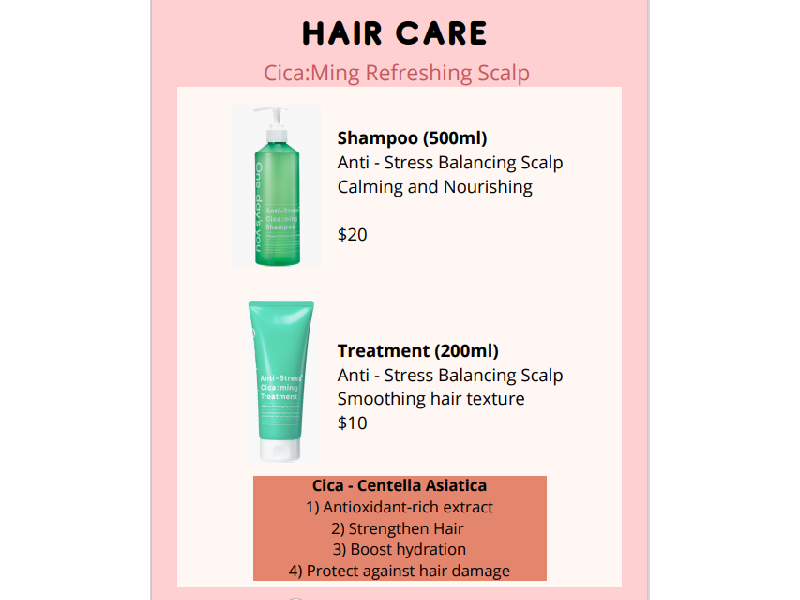 HAIR CARE
Cica:Ming Refreshing Scalp
One-day's you
Anti-Stress
Cica:ming
Shampoo
Shampoo (500ml)
Anti - Stress Balancing Scalp
Calming and Nourishing
$20
Anti-Stress
Cica:ming
Treatment
Treatment (200ml)
Anti - Stress Balancing Scalp
Smoothing hair texture
$10
Cica - Centella Asiatica
1) Antioxidant-rich extract
2) Strengthen Hair
3) Boost hydration
4) Protect against hair damage